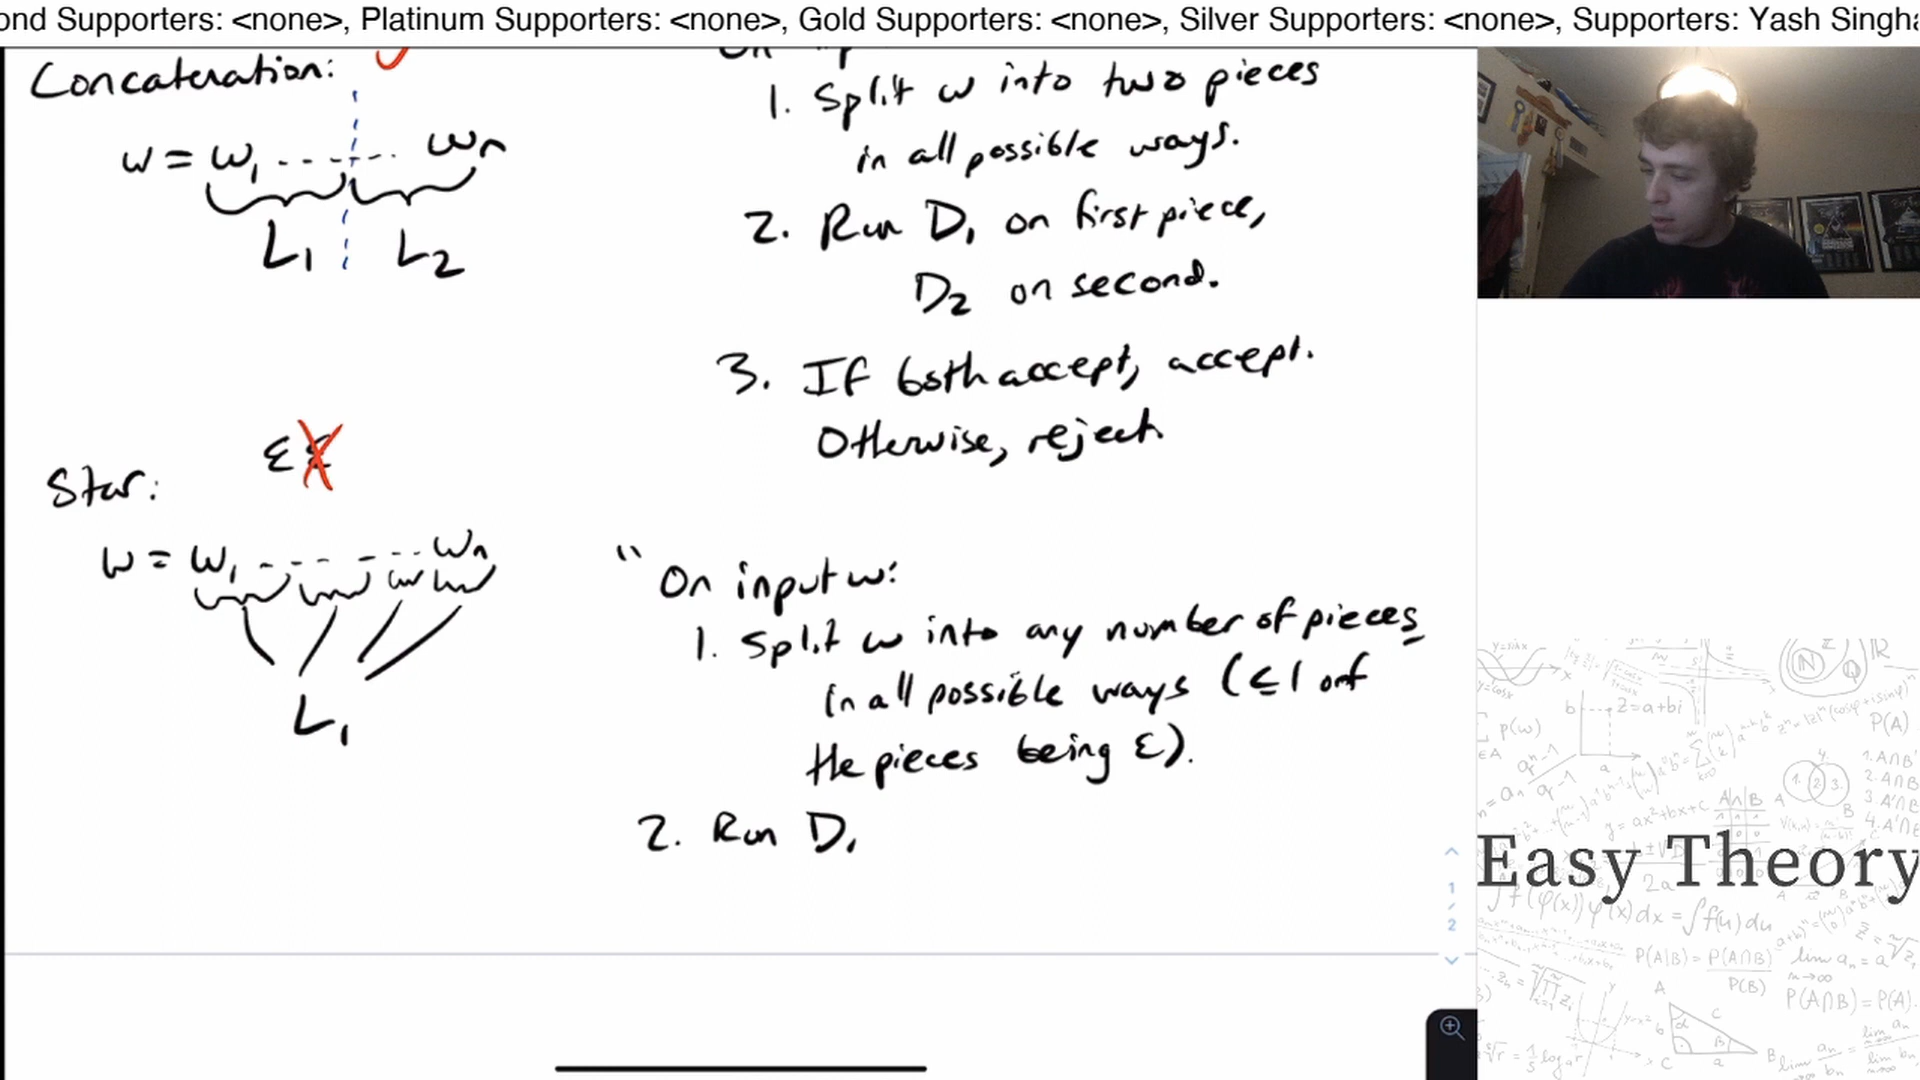 ond Supporters: <none>, Platinum Supporters: <none>, Gold Supporters: <none>, Silver Supporters: <none>, Supporters: Yash Singha
Concatenation:
w = w₁ ---- wₙ
L₁ L₂
1. Split w into two pieces
in all possible ways.
2. Run D₁ on first piece,
D₂ on second.
3. If both accept, accept.
Otherwise, reject.
Star:
ε ε
w = w₁ ---- wₙ
L₁
"On input w:
1. Split w into any number of pieces
in all possible ways (≤ 1 of
the pieces being ε).
2. Run D₁
1
2
Easy Theory